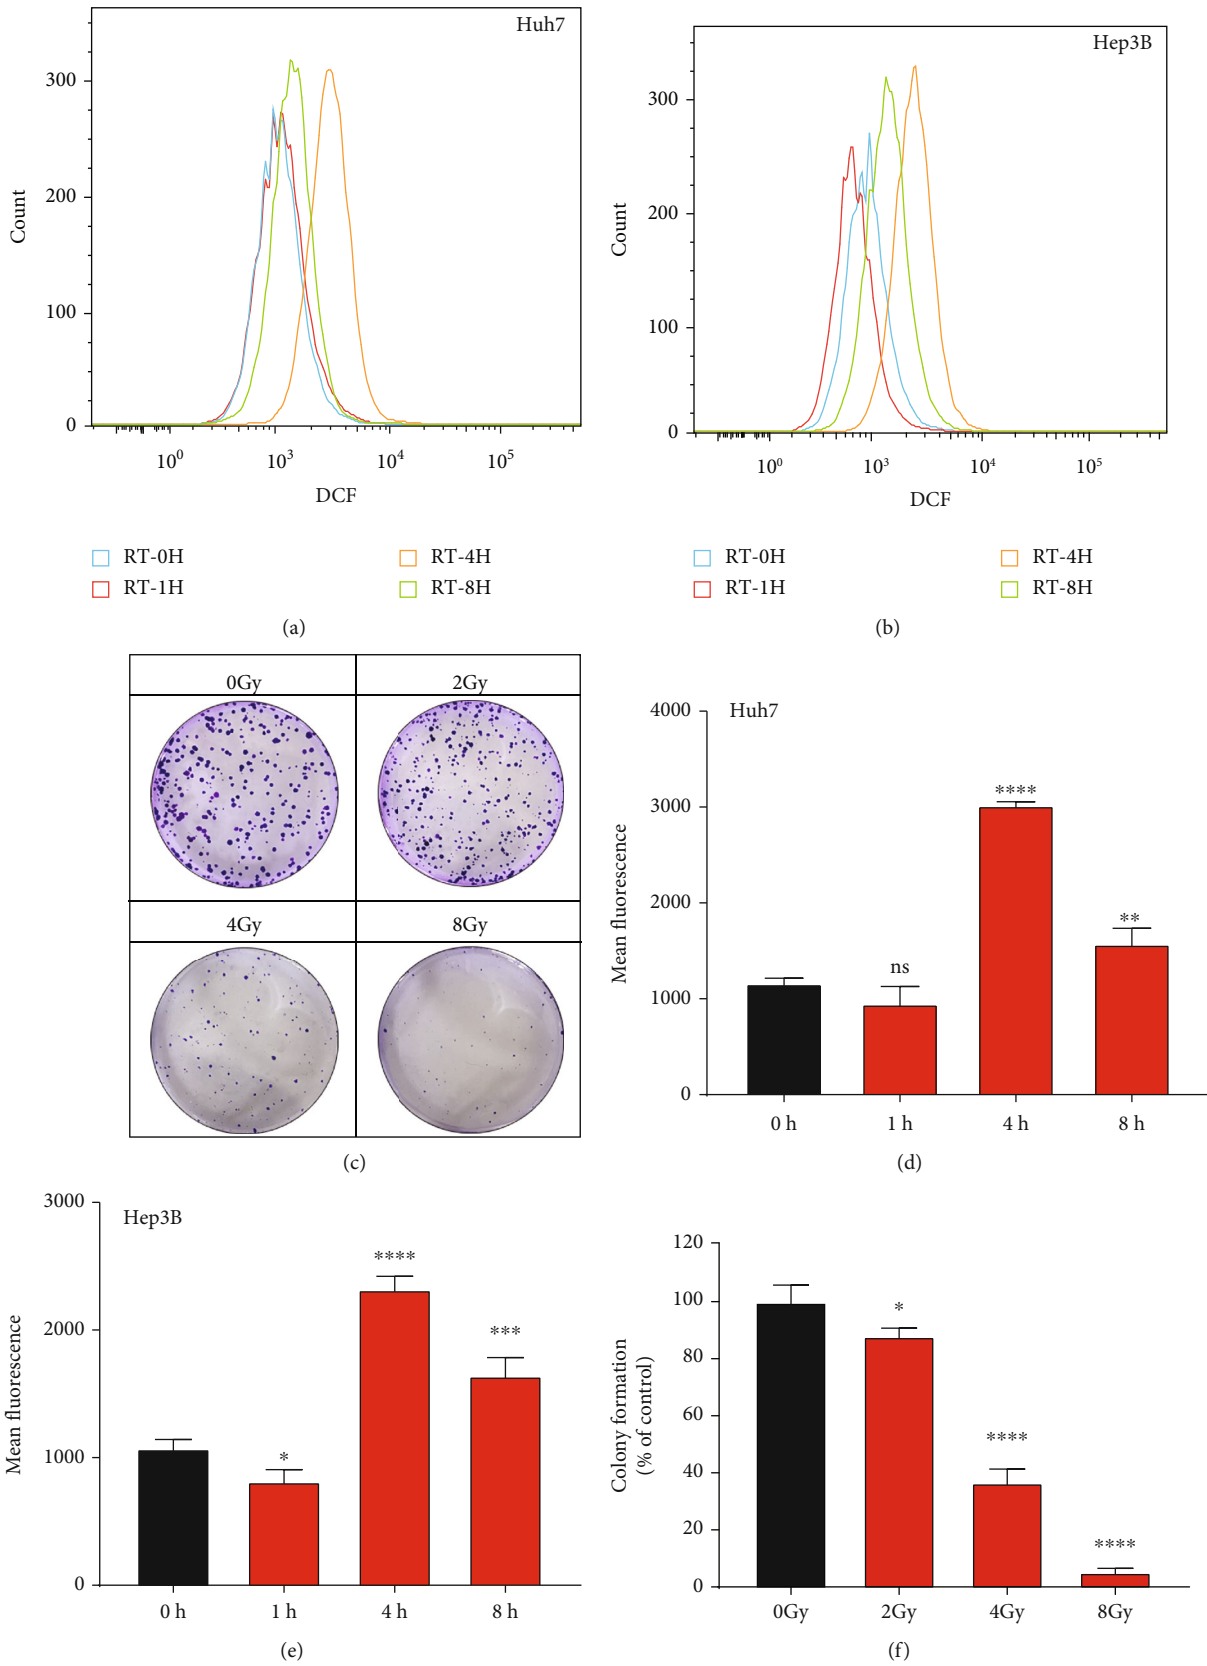 Huh7
300
200
100
0
Count
10⁰ 10³ 10⁴ 10⁵
DCF
RT-0H RT-4H
RT-1H RT-8H
(a)
Hep3B
300
200
100
0
Count
10⁰ 10³ 10⁴ 10⁵
DCF
RT-0H RT-4H
RT-1H RT-8H
(b)
0Gy 2Gy
4Gy 8Gy
(c)
Huh7
4000
3000
2000
1000
0
Mean fluorescence
ns
****
**
0 h 1 h 4 h 8 h
(d)
Hep3B
3000
2000
1000
0
Mean fluorescence
*
****
***
0 h 1 h 4 h 8 h
(e)
120
100
80
60
40
20
0
Colony formation
(% of control)
*
****
****
0Gy 2Gy 4Gy 8Gy
(f)